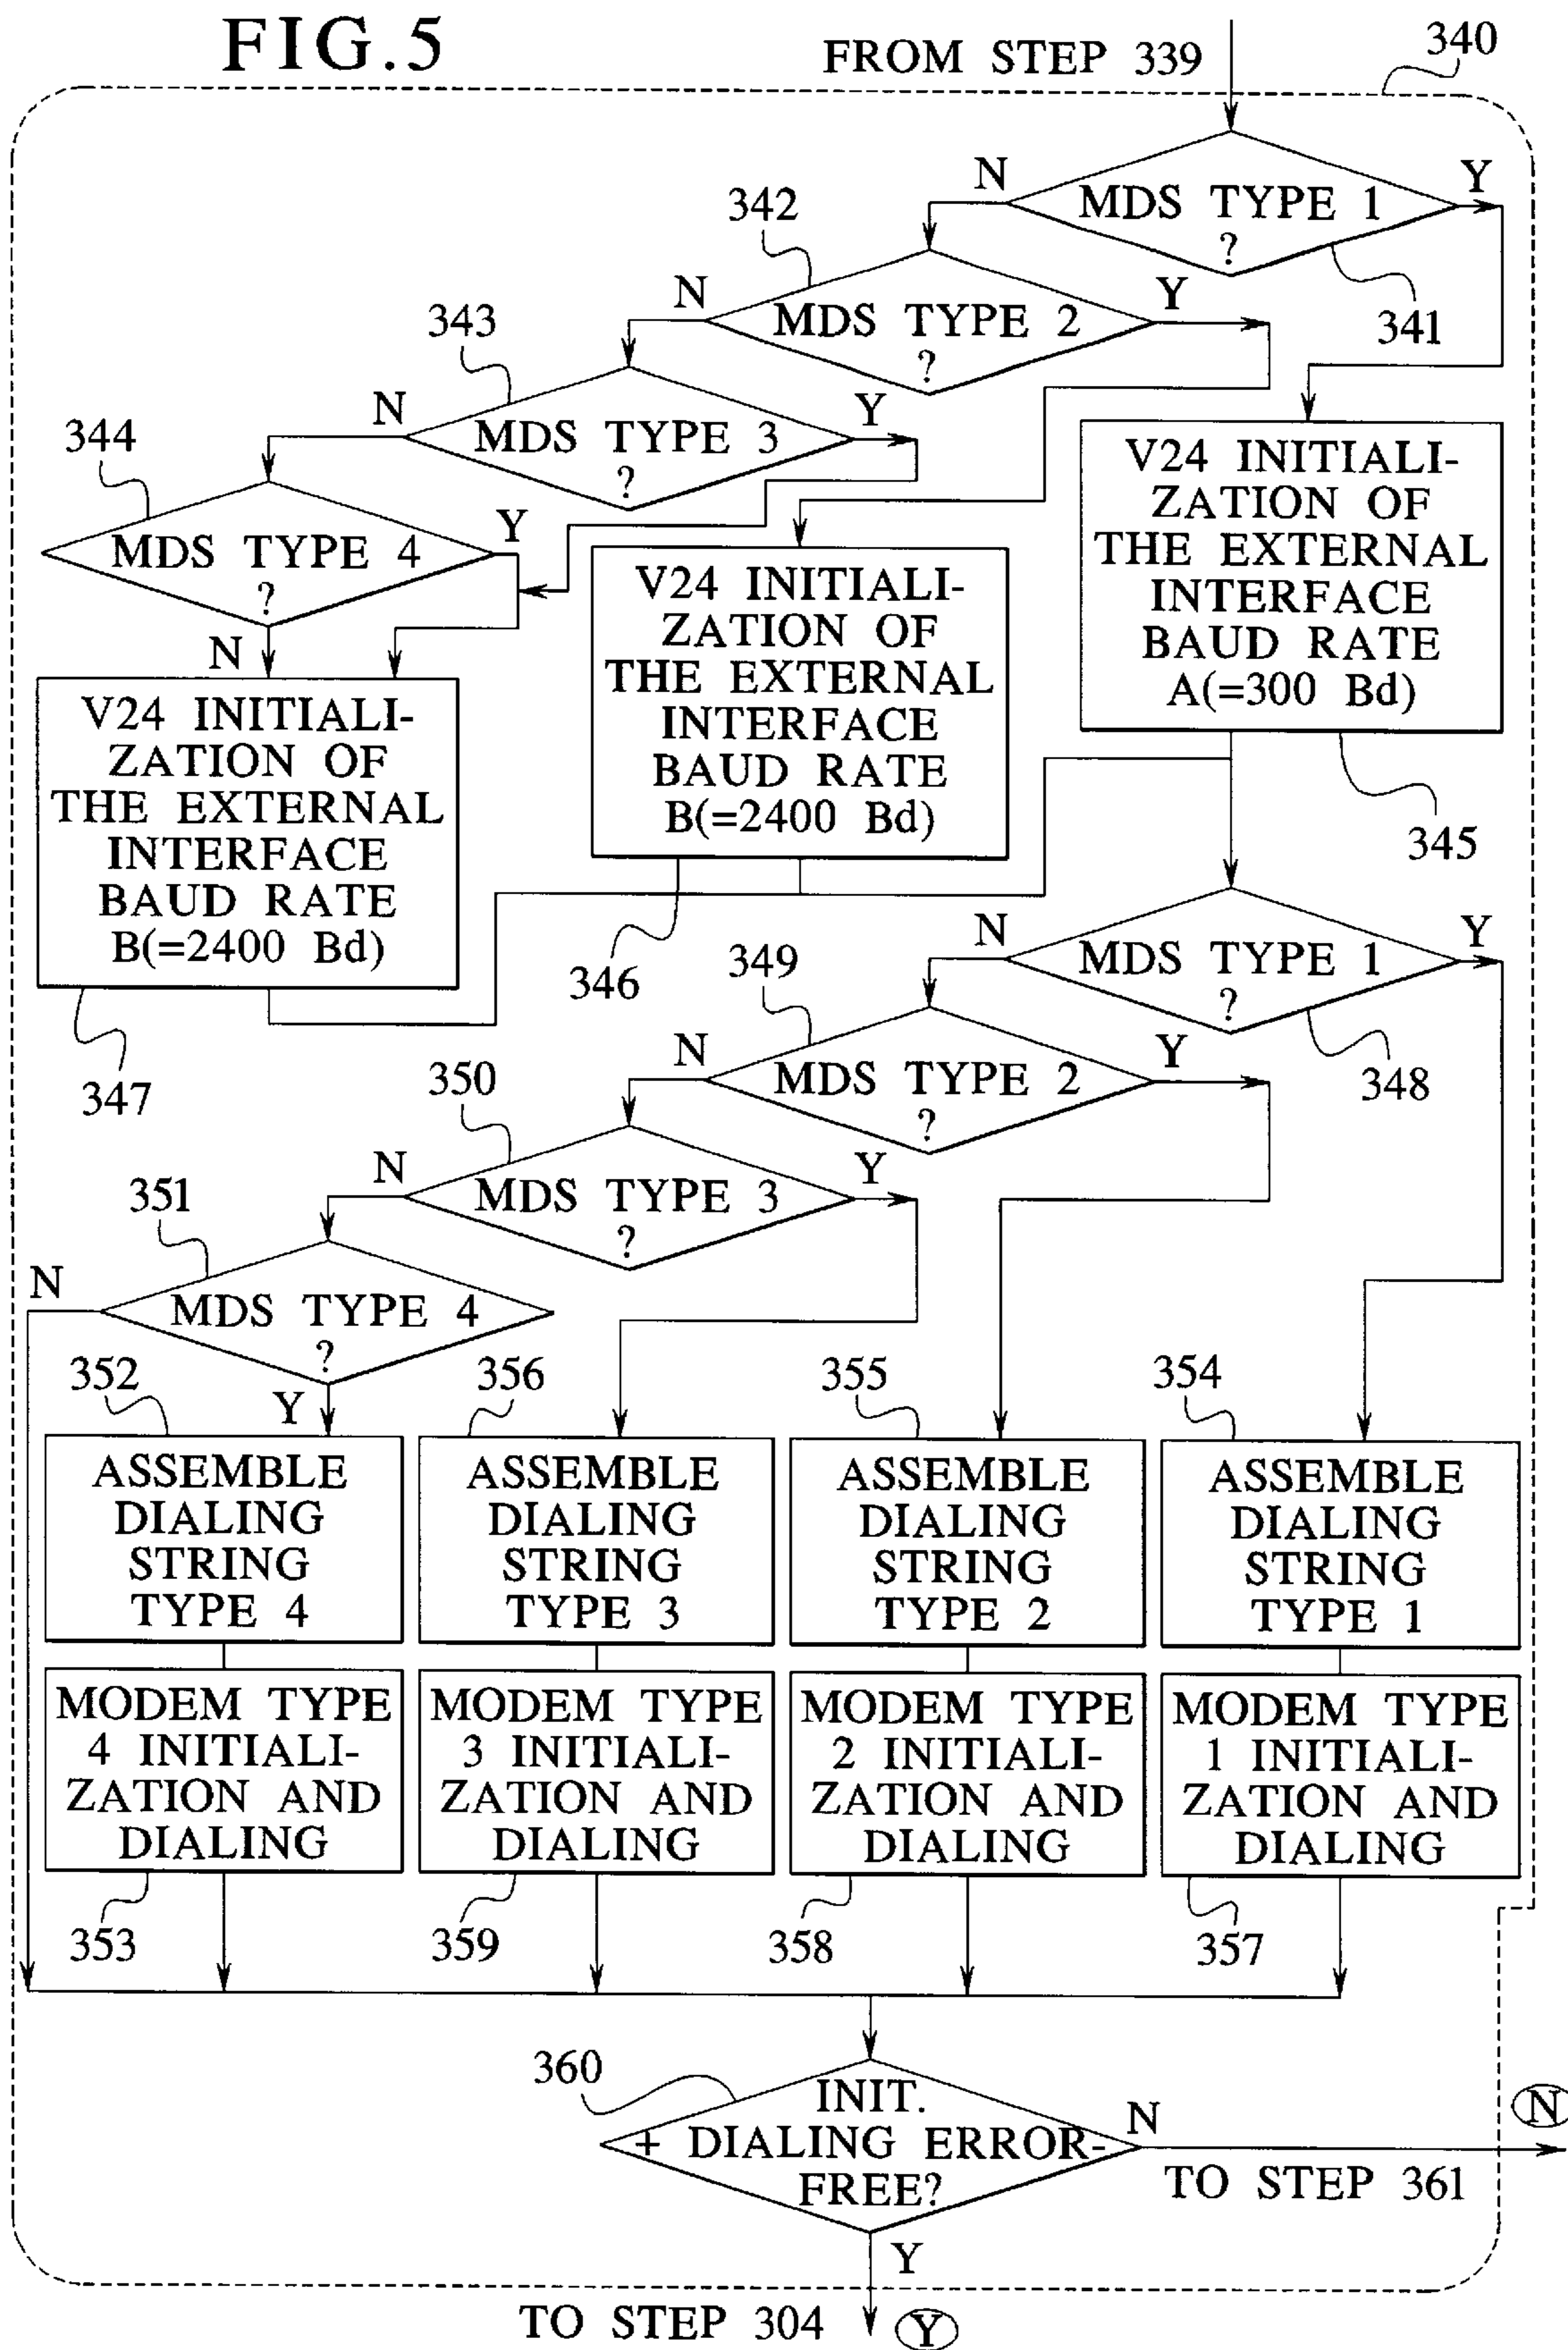 FIG.5
FROM STEP 339
340
N
MDS TYPE 1
?
Y
341
342
N
MDS TYPE 2
?
Y
343
N
MDS TYPE 3
?
Y
344
MDS TYPE 4
?
Y
N
V24 INITIALI-
ZATION OF
THE EXTERNAL
INTERFACE
BAUD RATE
A(=300 Bd)
345
V24 INITIALI-
ZATION OF
THE EXTERNAL
INTERFACE
BAUD RATE
B(=2400 Bd)
346
V24 INITIALI-
ZATION OF
THE EXTERNAL
INTERFACE
BAUD RATE
B(=2400 Bd)
347
N
MDS TYPE 1
?
Y
348
349
N
MDS TYPE 2
?
Y
350
N
MDS TYPE 3
?
Y
351
N
MDS TYPE 4
?
Y
352
ASSEMBLE
DIALING
STRING
TYPE 4
356
ASSEMBLE
DIALING
STRING
TYPE 3
355
ASSEMBLE
DIALING
STRING
TYPE 2
354
ASSEMBLE
DIALING
STRING
TYPE 1
MODEM TYPE
4 INITIALI-
ZATION AND
DIALING
353
MODEM TYPE
3 INITIALI-
ZATION AND
DIALING
359
MODEM TYPE
2 INITIALI-
ZATION AND
DIALING
358
MODEM TYPE
1 INITIALI-
ZATION AND
DIALING
357
360
INIT.
+ DIALING ERROR-
FREE?
N
N
TO STEP 361
Y
TO STEP 304
Y